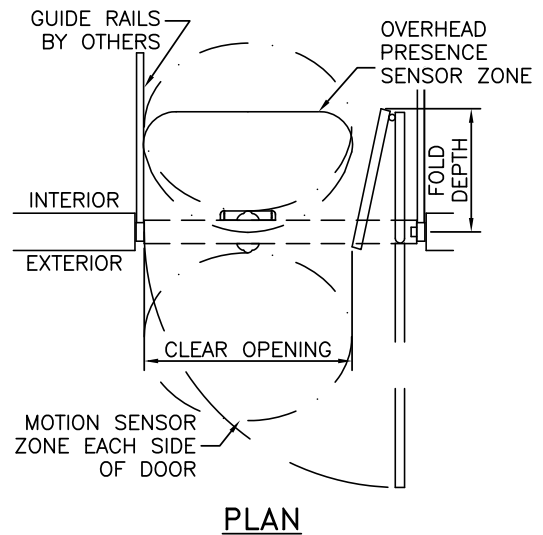 GUIDE RAILS
BY OTHERS
OVERHEAD
PRESENCE
SENSOR ZONE
FOLD
DEPTH
INTERIOR
EXTERIOR
CLEAR OPENING
MOTION SENSOR
ZONE EACH SIDE
OF DOOR
PLAN